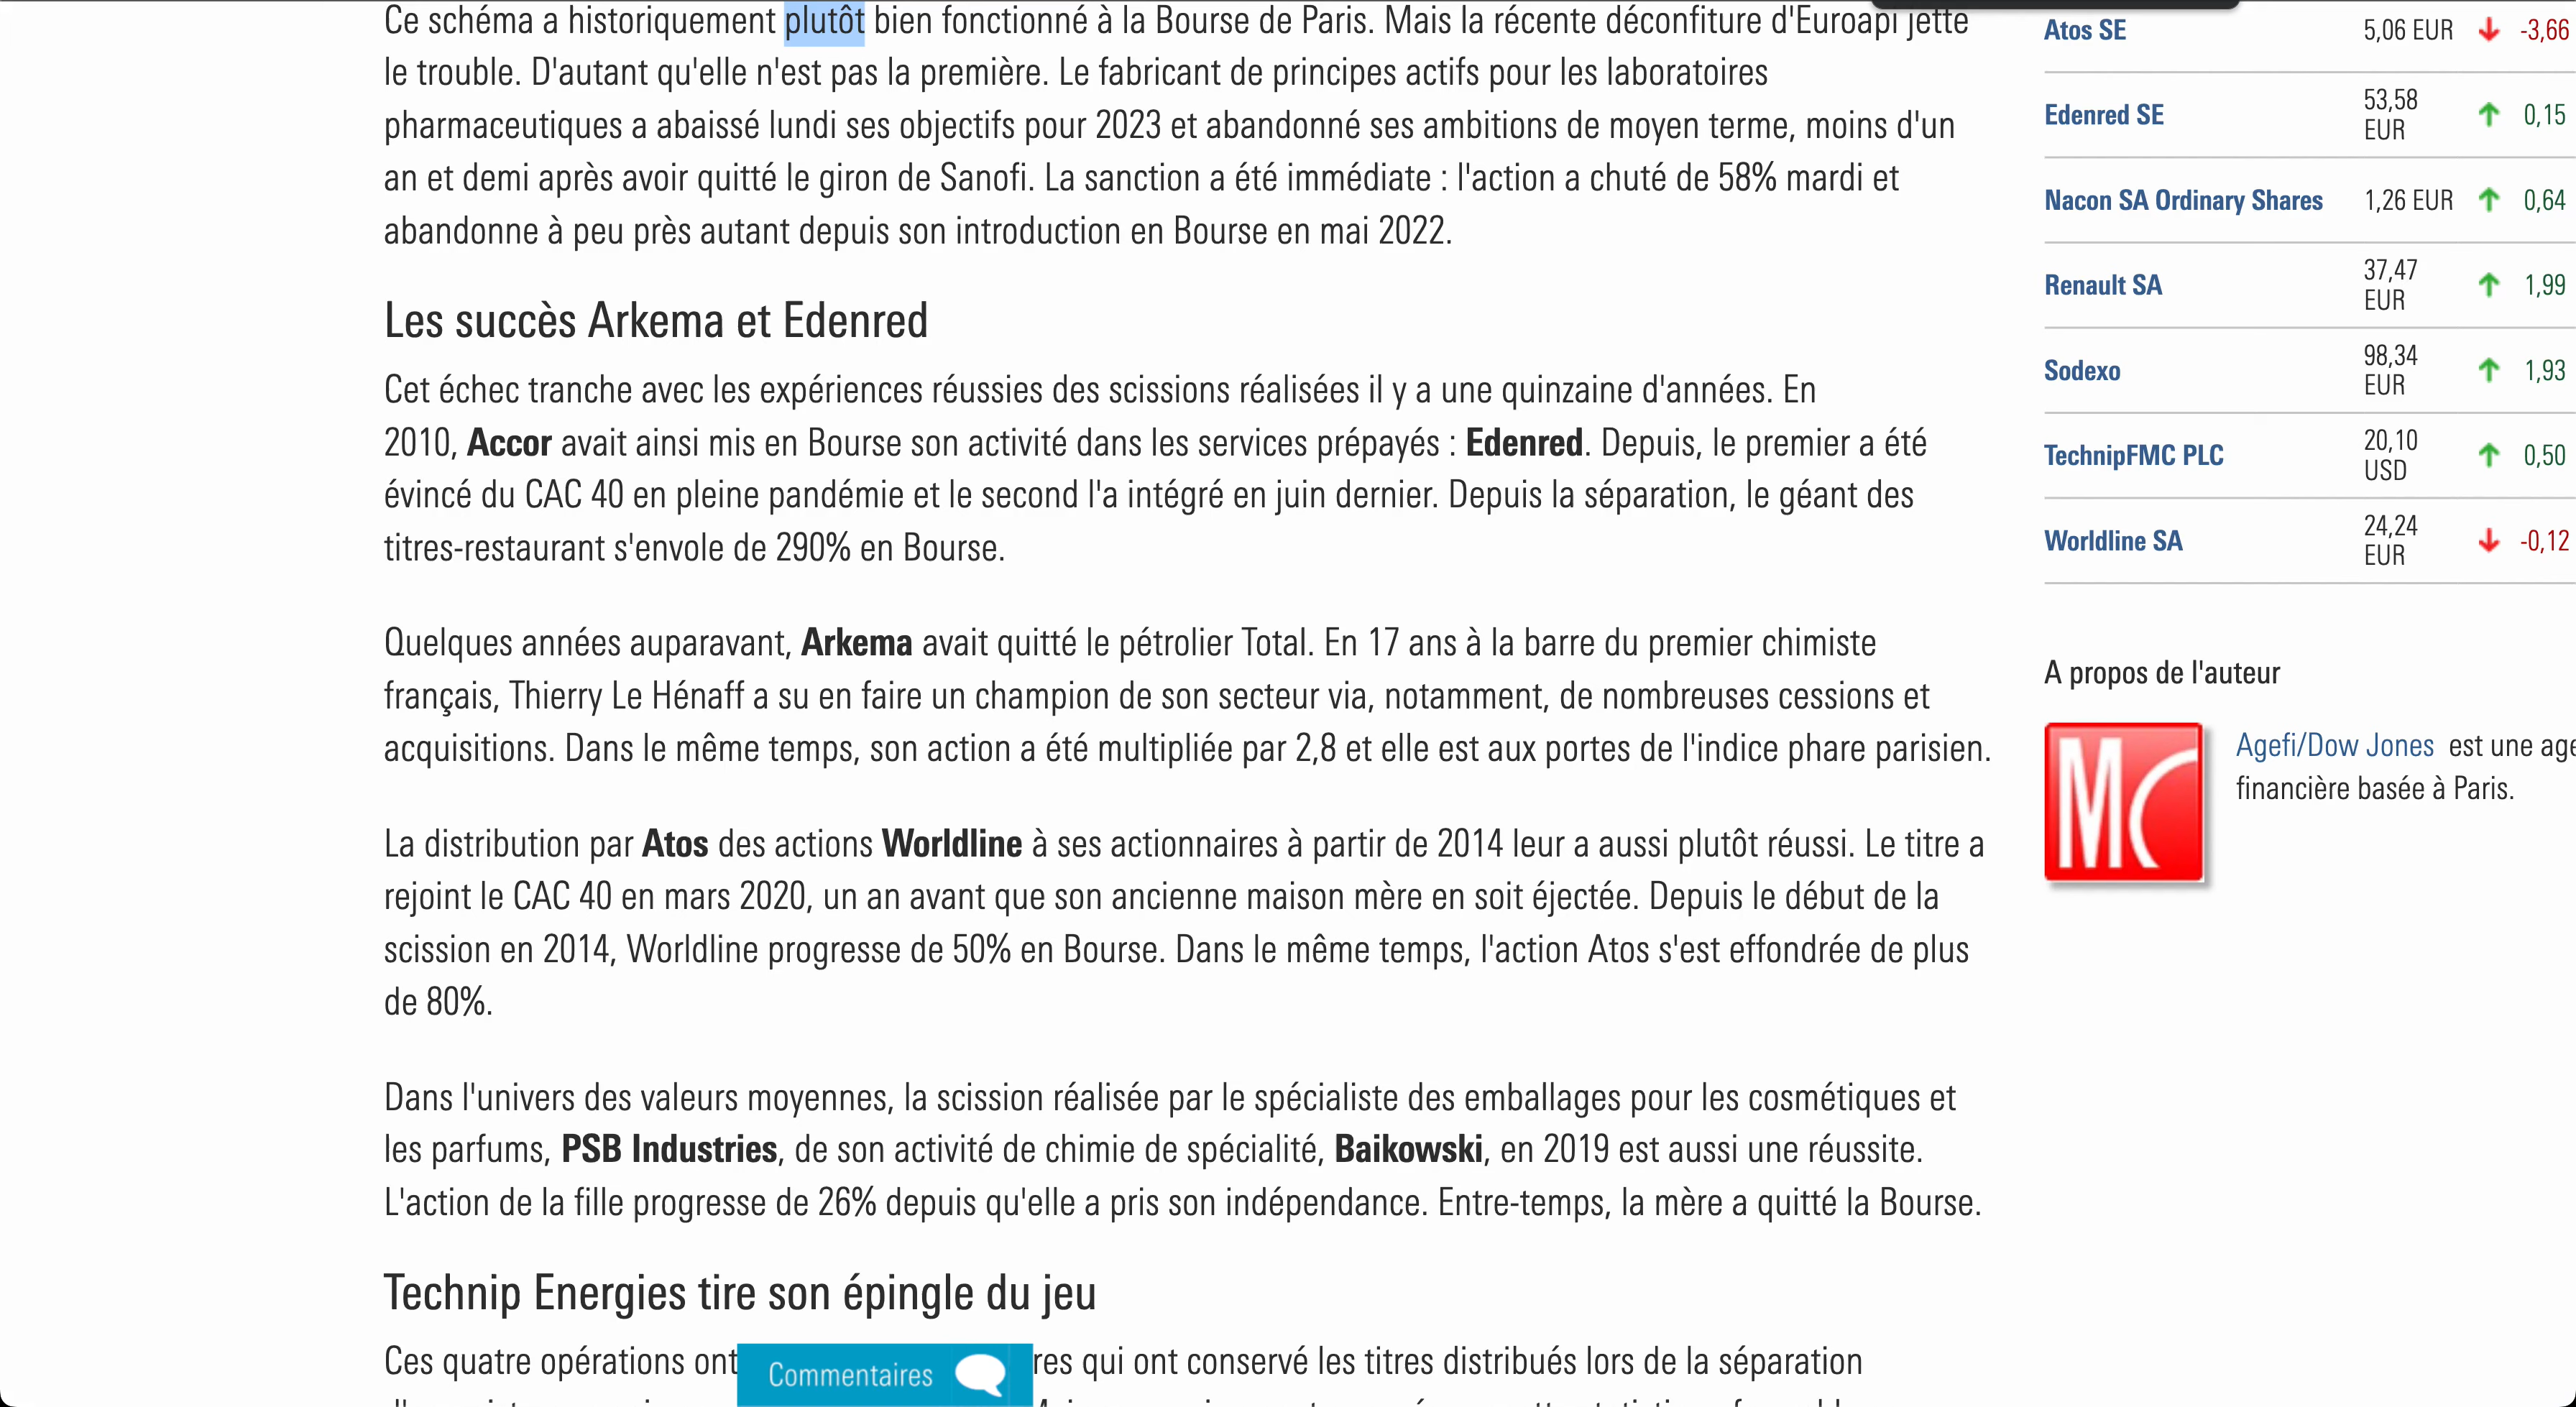 Ce schéma a historiquement plutôt bien fonctionné à la Bourse de Paris. Mais la récente déconfiture d'Euroapi jette
le trouble. D'autant qu'elle n'est pas la première. Le fabricant de principes actifs pour les laboratoires
pharmaceutiques a abaissé lundi ses objectifs pour 2023 et abandonné ses ambitions de moyen terme, moins d'un
an et demi après avoir quitté le giron de Sanofi. La sanction a été immédiate : l'action a chuté de 58% mardi et
abandonne à peu près autant depuis son introduction en Bourse en mai 2022.
Les succès Arkema et Edenred
Cet échec tranche avec les expériences réussies des scissions réalisées il y a une quinzaine d'années. En
2010, Accor avait ainsi mis en Bourse son activité dans les services prépayés : Edenred. Depuis, le premier a été
évincé du CAC 40 en pleine pandémie et le second l'a intégré en juin dernier. Depuis la séparation, le géant des
titres-restaurant s'envole de 290% en Bourse.
Quelques années auparavant, Arkema avait quitté le pétrolier Total. En 17 ans à la barre du premier chimiste
français, Thierry Le Hénaff a su en faire un champion de son secteur via, notamment, de nombreuses cessions et
acquisitions. Dans le même temps, son action a été multipliée par 2,8 et elle est aux portes de l'indice phare parisien.
La distribution par Atos des actions Worldline à ses actionnaires à partir de 2014 leur a aussi plutôt réussi. Le titre a
rejoint le CAC 40 en mars 2020, un an avant que son ancienne maison mère en soit éjectée. Depuis le début de la
scission en 2014, Worldline progresse de 50% en Bourse. Dans le même temps, l'action Atos s'est effondrée de plus
de 80%.
Dans l'univers des valeurs moyennes, la scission réalisée par le spécialiste des emballages pour les cosmétiques et
les parfums, PSB Industries, de son activité de chimie de spécialité, Baikowski, en 2019 est aussi une réussite.
L'action de la fille progresse de 26% depuis qu'elle a pris son indépendance. Entre-temps, la mère a quitté la Bourse.
Technip Energies tire son épingle du jeu
Ces quatre opérations ont
Commentaires
qui ont conservé les titres distribués lors de la séparation
Atos SE 5,06 EUR -3,66
Edenred SE 53,58 EUR 0,15
Nacon SA Ordinary Shares 1,26 EUR 0,64
Renault SA 37,47 EUR 1,99
Sodexo 98,34 EUR 1,93
TechnipFMC PLC 20,10 USD 0,50
Worldline SA 24,24 EUR -0,12
A propos de l'auteur
MC
Agefi/Dow Jones est une
financière basée à Paris.